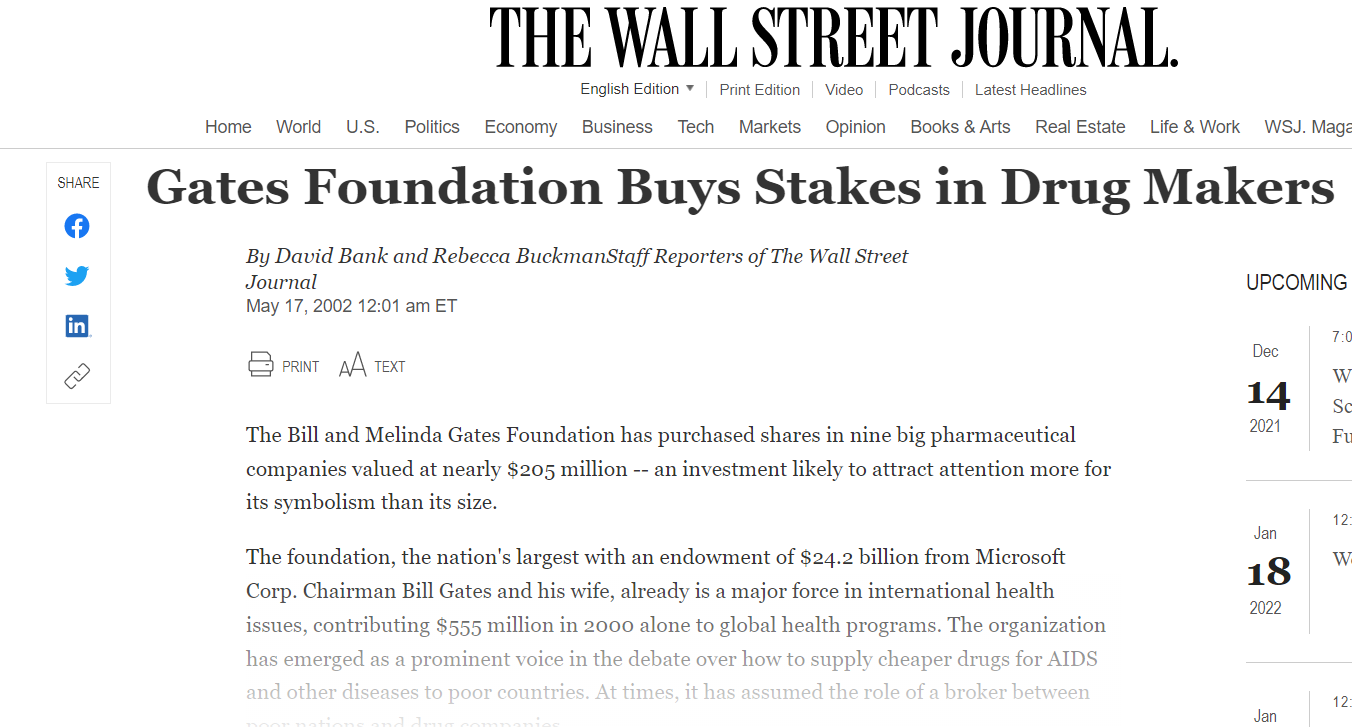 THE WALL STREET JOURNAL.
English Edition
Print Edition
Video
Podcasts
Latest Headlines
Home
World
U.S.
Politics
Economy
Business
Tech
Markets
Opinion
Books & Arts
Real Estate
Life & Work
WSJ.
SHARE
Gates Foundation Buys Stakes in Drug Makers
By David Bank and Rebecca BuckmanStaff Reporters of The Wall Street
Journal
May 17, 2002 12:01 am ET
PRINT
TEXT
The Bill and Melinda Gates Foundation has purchased shares in nine big pharmaceutical
companies valued at nearly $205 million -- an investment likely to attract attention more for
its symbolism than its size.
The foundation, the nation's largest with an endowment of $24.2 billion from Microsoft
Corp. Chairman Bill Gates and his wife, already is a major force in international health
issues, contributing $555 million in 2000 alone to global health programs. The organization
has emerged as a prominent voice in the debate over how to supply cheaper drugs for AIDS
and other diseases to poor countries. At times, it has assumed the role of a broker between
poor nations and drug companies.
UPCOMING
Dec
14
2021
Jan
18
2022
Jan